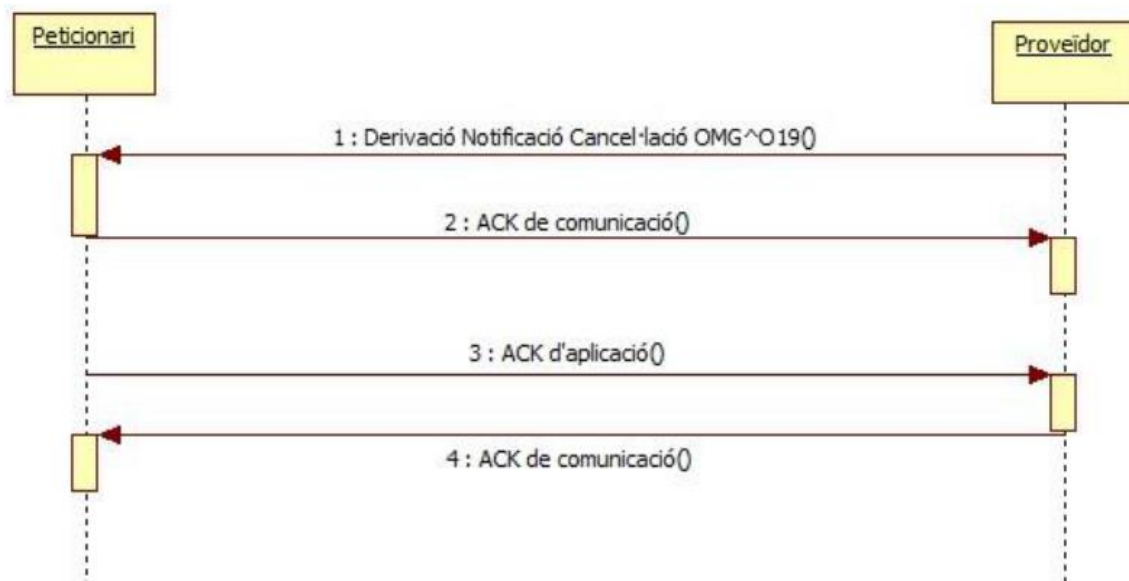 Peticionari
Proveïdor
1 : Derivació Notificació Cancel·lació OMG^O19()
2 : ACK de comunicació()
3 : ACK d'aplicació()
4 : ACK de comunicació()